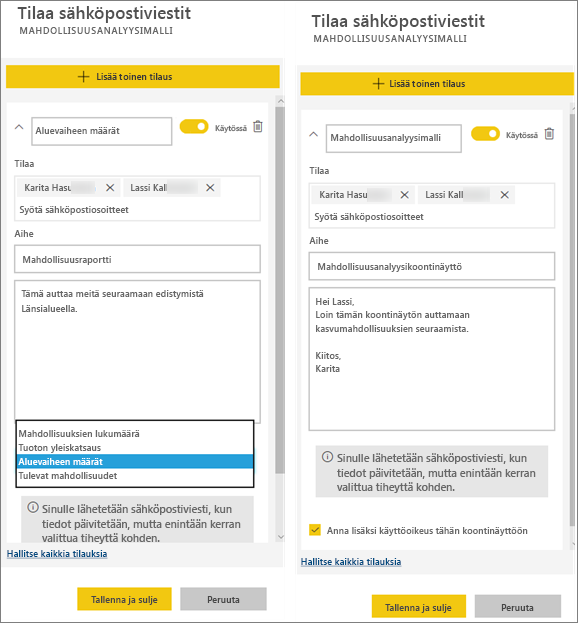 Tilaa sähköpostiviestit
MAHDOLLISUUSANALYYSIMALLI
Lisää toinen tilaus
Aluevaiheen määrät
Käytössä
Tilaa
Karita Hasu
Lassi Kall
Syötä sähköpostiosoitteet
Aihe
Mahdollisuusraportti
Tämä auttaa meitä seuraamaan edistymistä
Länsialueella.
Mahdollisuuksien lukumäärä
Tuoton yleiskatsaus
Aluevaiheen määrät
Tulevat mahdollisuudet
Sinulle lähetetään sähköpostiviesti, kun
tiedot päivitetään, mutta enintään kerran
valittua tiheyttä kohden.
Hallitse kaikkia tilauksia
Tallenna ja sulje
Peruuta
Tilaa sähköpostiviestit
MAHDOLLISUUSANALYYSIMALLI
Lisää toinen tilaus
Mahdollisuusanalyysimalli
Käytössä
Tilaa
Karita Hasu
Lassi Kall
Syötä sähköpostiosoitteet
Aihe
Mahdollisuusanalyysikoontinäyttö
Hei Lassi,
Loin tämän koontinäytön auttamaan
kasvumahdollisuuksien seuraamista.
Kiitos,
Karita
Sinulle lähetetään sähköpostiviesti, kun
tiedot päivitetään, mutta enintään kerran
valittua tiheyttä kohden.
Anna lisäksi käyttöoikeus tähän koontinäyttöön
Hallitse kaikkia tilauksia
Tallenna ja sulje
Peruuta